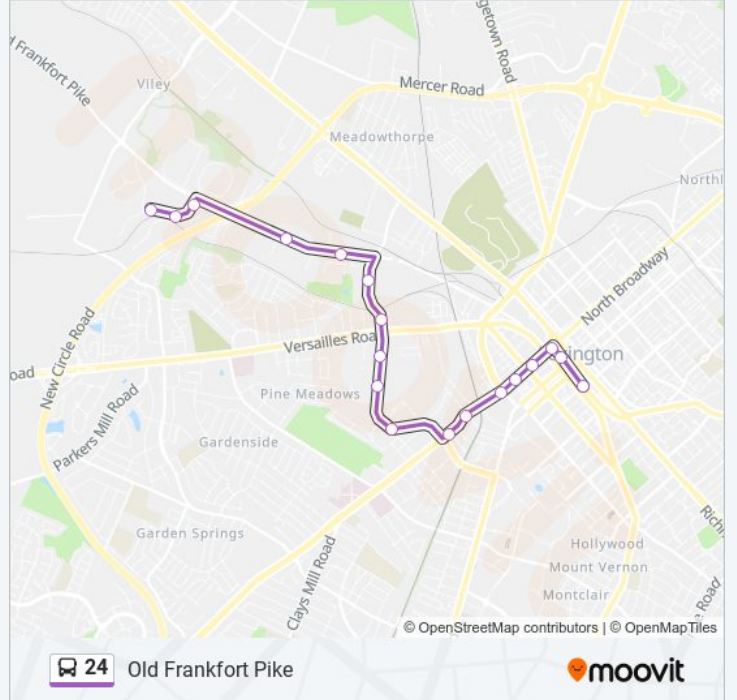 d Frankfort Pike
getown Road
Viley
Mercer Road
Meadowthorpe
Northl
North Broadway
New Circle Road
Versailles Roa
ington
oad
Pine Meadows
Parkers Mill Road
Gardenside
Garden Springs
Clays Mill Road
Richr
Hollywood
Mount Vernon
Montclair
e Road
© OpenStreetMap contributors | © OpenMapTiles
24 Old Frankfort Pike
moovit